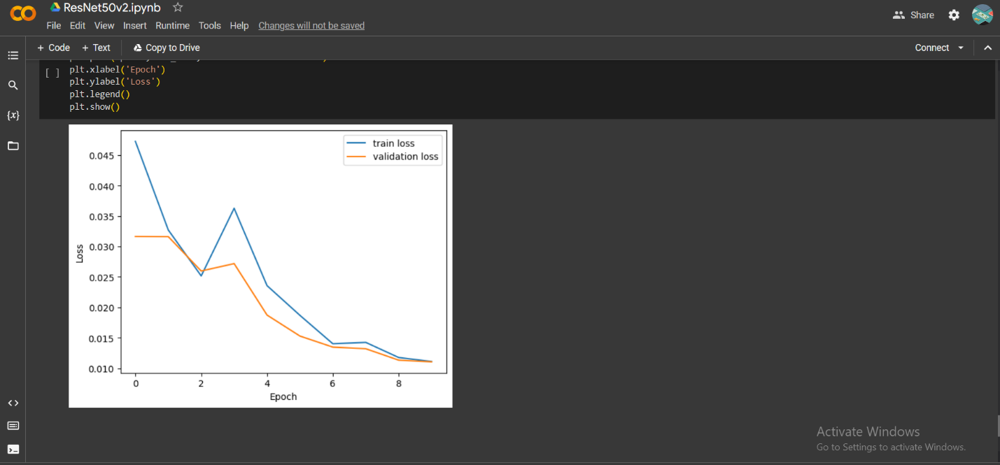 ResNet50v2.ipynb
File Edit View Insert Runtime Tools Help Changes will not be saved
Share
+ Code + Text Copy to Drive
Connect
[ ] plt.xlabel('Epoch')
plt.ylabel('Loss')
plt.legend()
plt.show()
{x}
train loss
validation loss
0.045
0.040
0.035
0.030
0.025
0.020
0.015
0.010
Loss
0 2 4 6 8
Epoch
Activate Windows
Go to Settings to activate Windows.